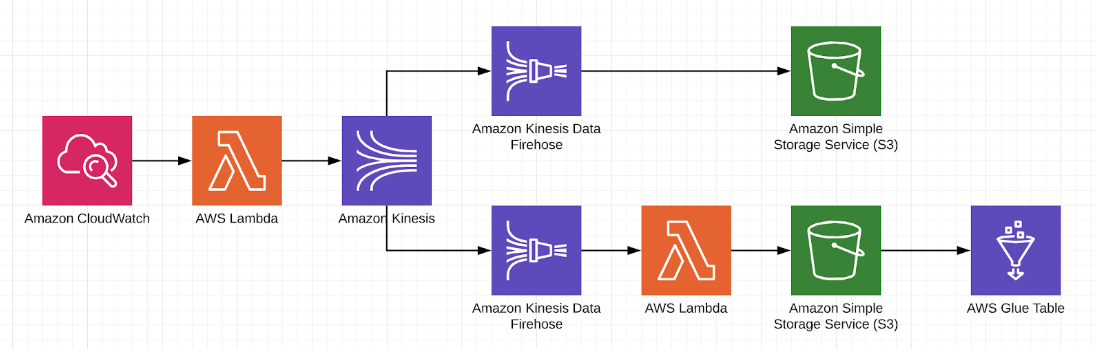 Amazon CloudWatch
AWS Lambda
Amazon Kinesis
Amazon Kinesis Data
Firehose
Amazon Simple
Storage Service (S3)
Amazon Kinesis Data
Firehose
AWS Lambda
Amazon Simple
Storage Service (S3)
AWS Glue Table